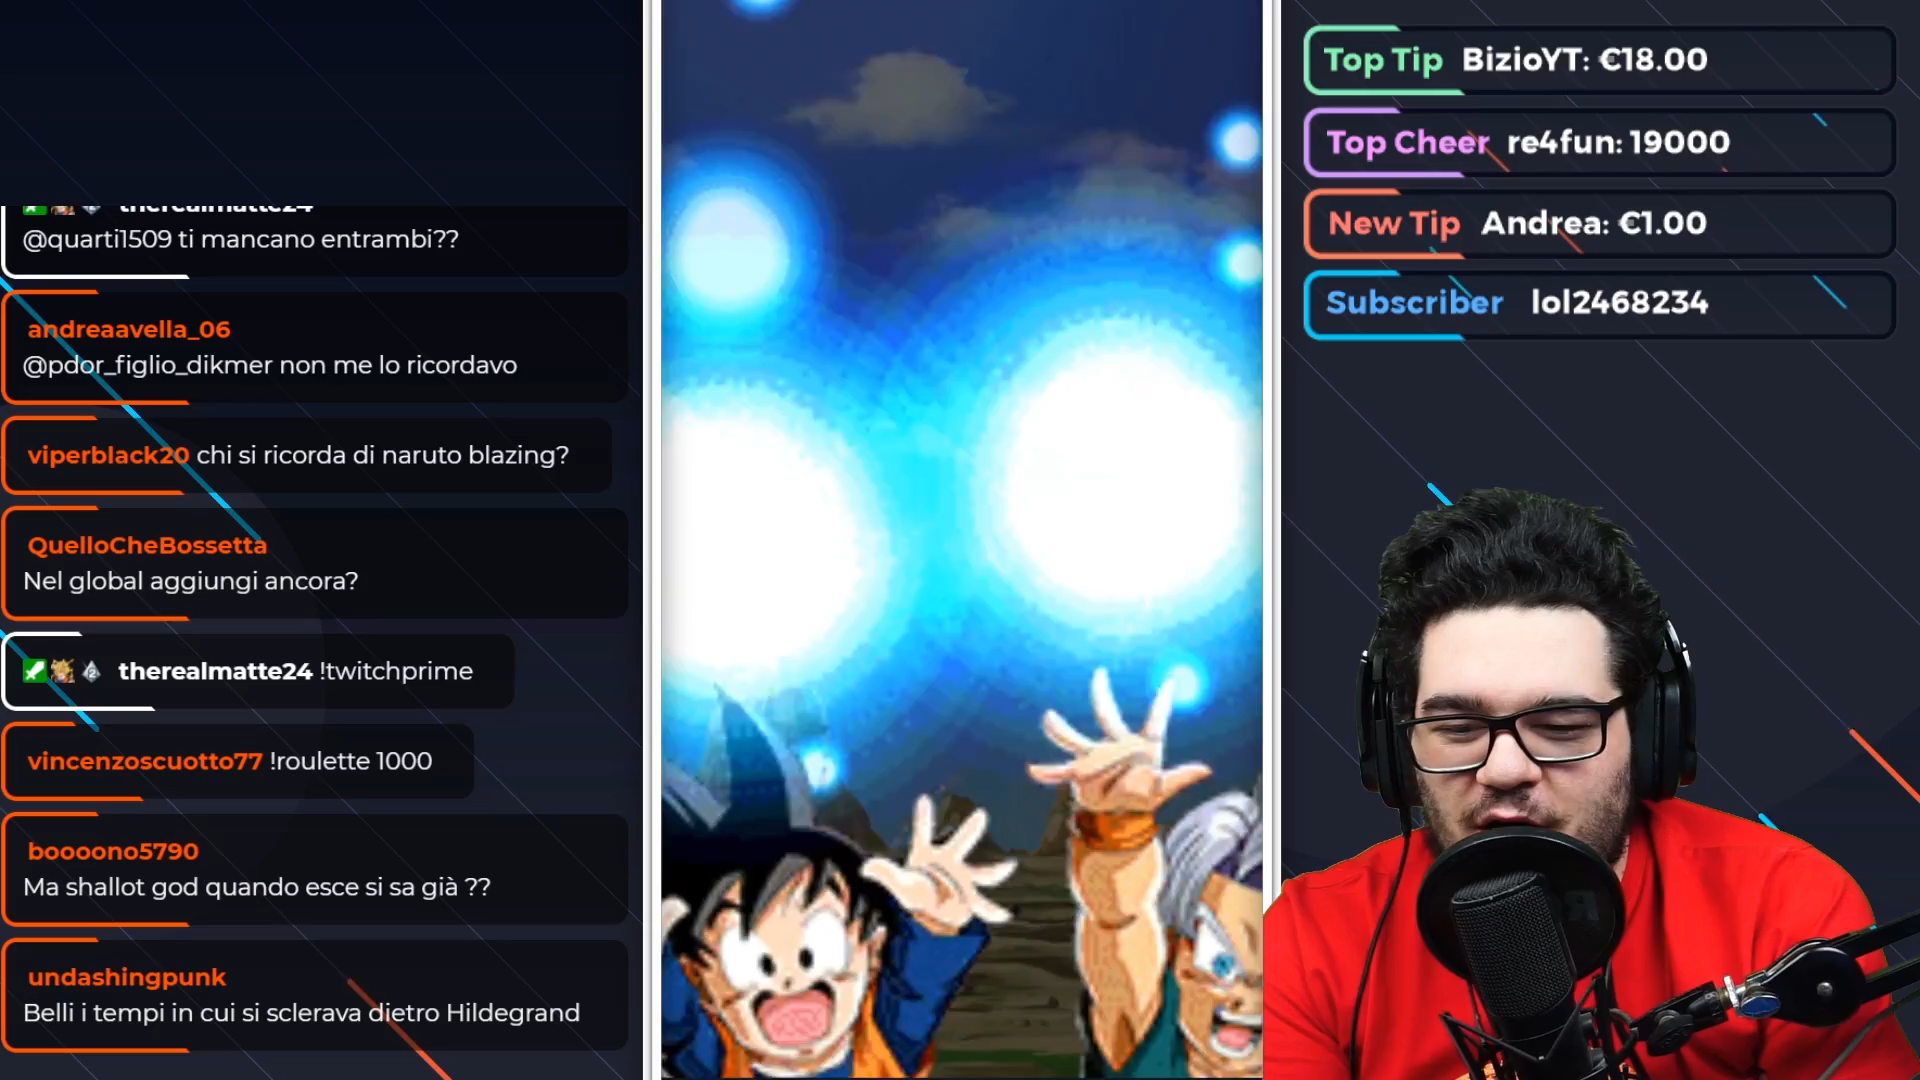 therealmatte24
@quarti1509 ti mancano entrambi??
andreaavella_06
@pdor_figlio_dikmer non me lo ricordavo
viperblack20 chi si ricorda di naruto blazing?
QuelloCheBossetta
Nel global aggiungi ancora?
therealmatte24 !twitchprime
vincenzoscuotto77 !roulette 1000
boooono5790
Ma shallot god quando esce si sa già ??
undashingpunk
Belli i tempi in cui si sclerava dietro Hildegrand
Top Tip BizioYT: €18.00
Top Cheer re4fun: 19000
New Tip Andrea: €1.00
Subscriber lol2468234